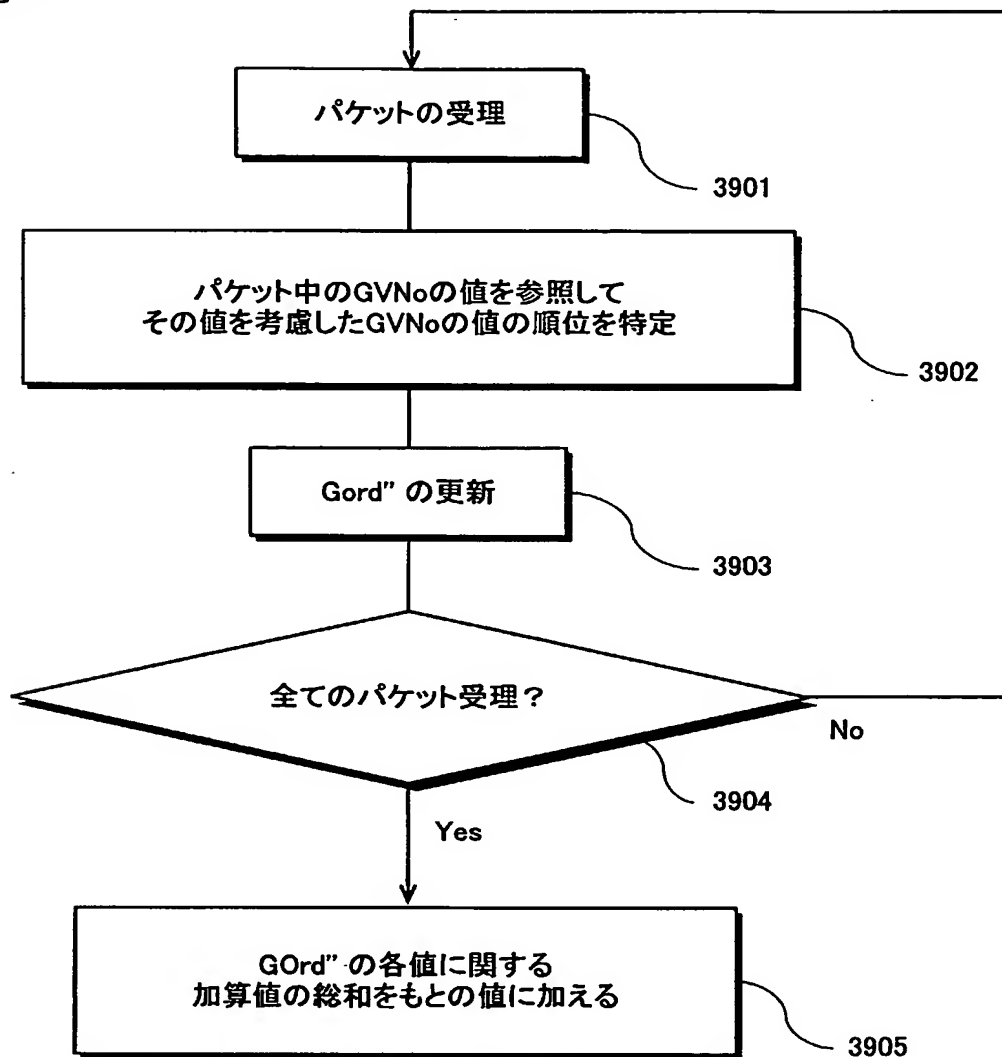 パケットの受理
3901
パケット中のGVNoの値を参照して
その値を考慮したGVNoの値の順位を特定
3902
Gord” の更新
3903
全てのパケット受理？
No
3904
Yes
GOrd” の各値に関する
加算値の総和をもとの値に加える
3905